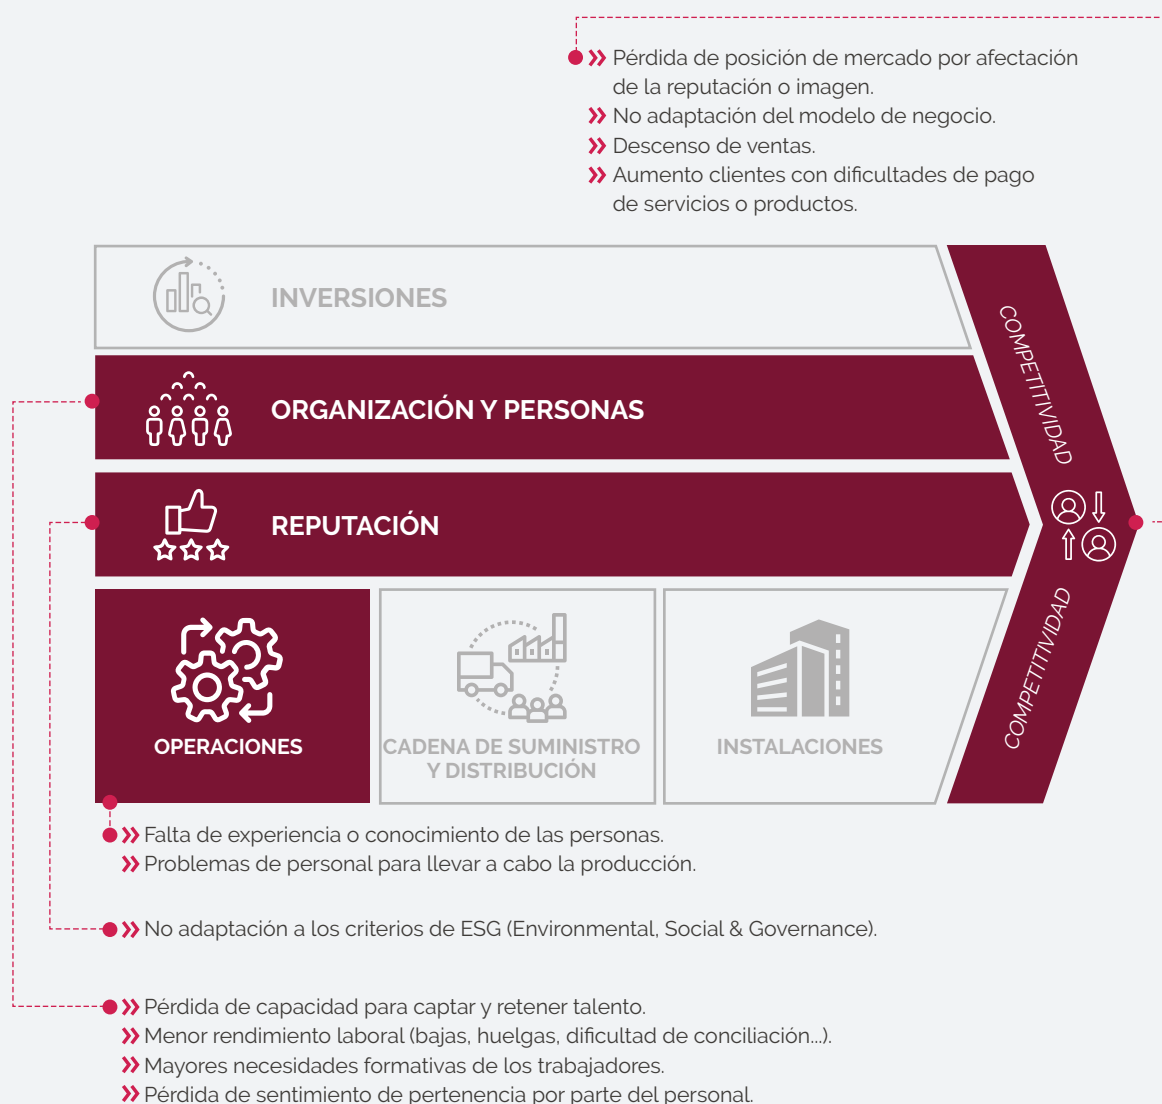 Pérdida de posición de mercado por afectación
de la reputación o imagen.
No adaptación del modelo de negocio.
Descenso de ventas.
Aumento clientes con dificultades de pago
de servicios o productos.
INVERSIONES
ORGANIZACIÓN Y PERSONAS
REPUTACIÓN
COMPETITIVIDAD
COMPETITIVIDAD
OPERACIONES
CADENA DE SUMINISTRO
Y DISTRIBUCIÓN
INSTALACIONES
Falta de experiencia o conocimiento de las personas.
Problemas de personal para llevar a cabo la producción.
No adaptación a los criterios de ESG (Environmental, Social & Governance).
Pérdida de capacidad para captar y retener talento.
Menor rendimiento laboral (bajas, huelgas, dificultad de conciliación...).
Mayores necesidades formativas de los trabajadores.
Pérdida de sentimiento de pertenencia por parte del personal.